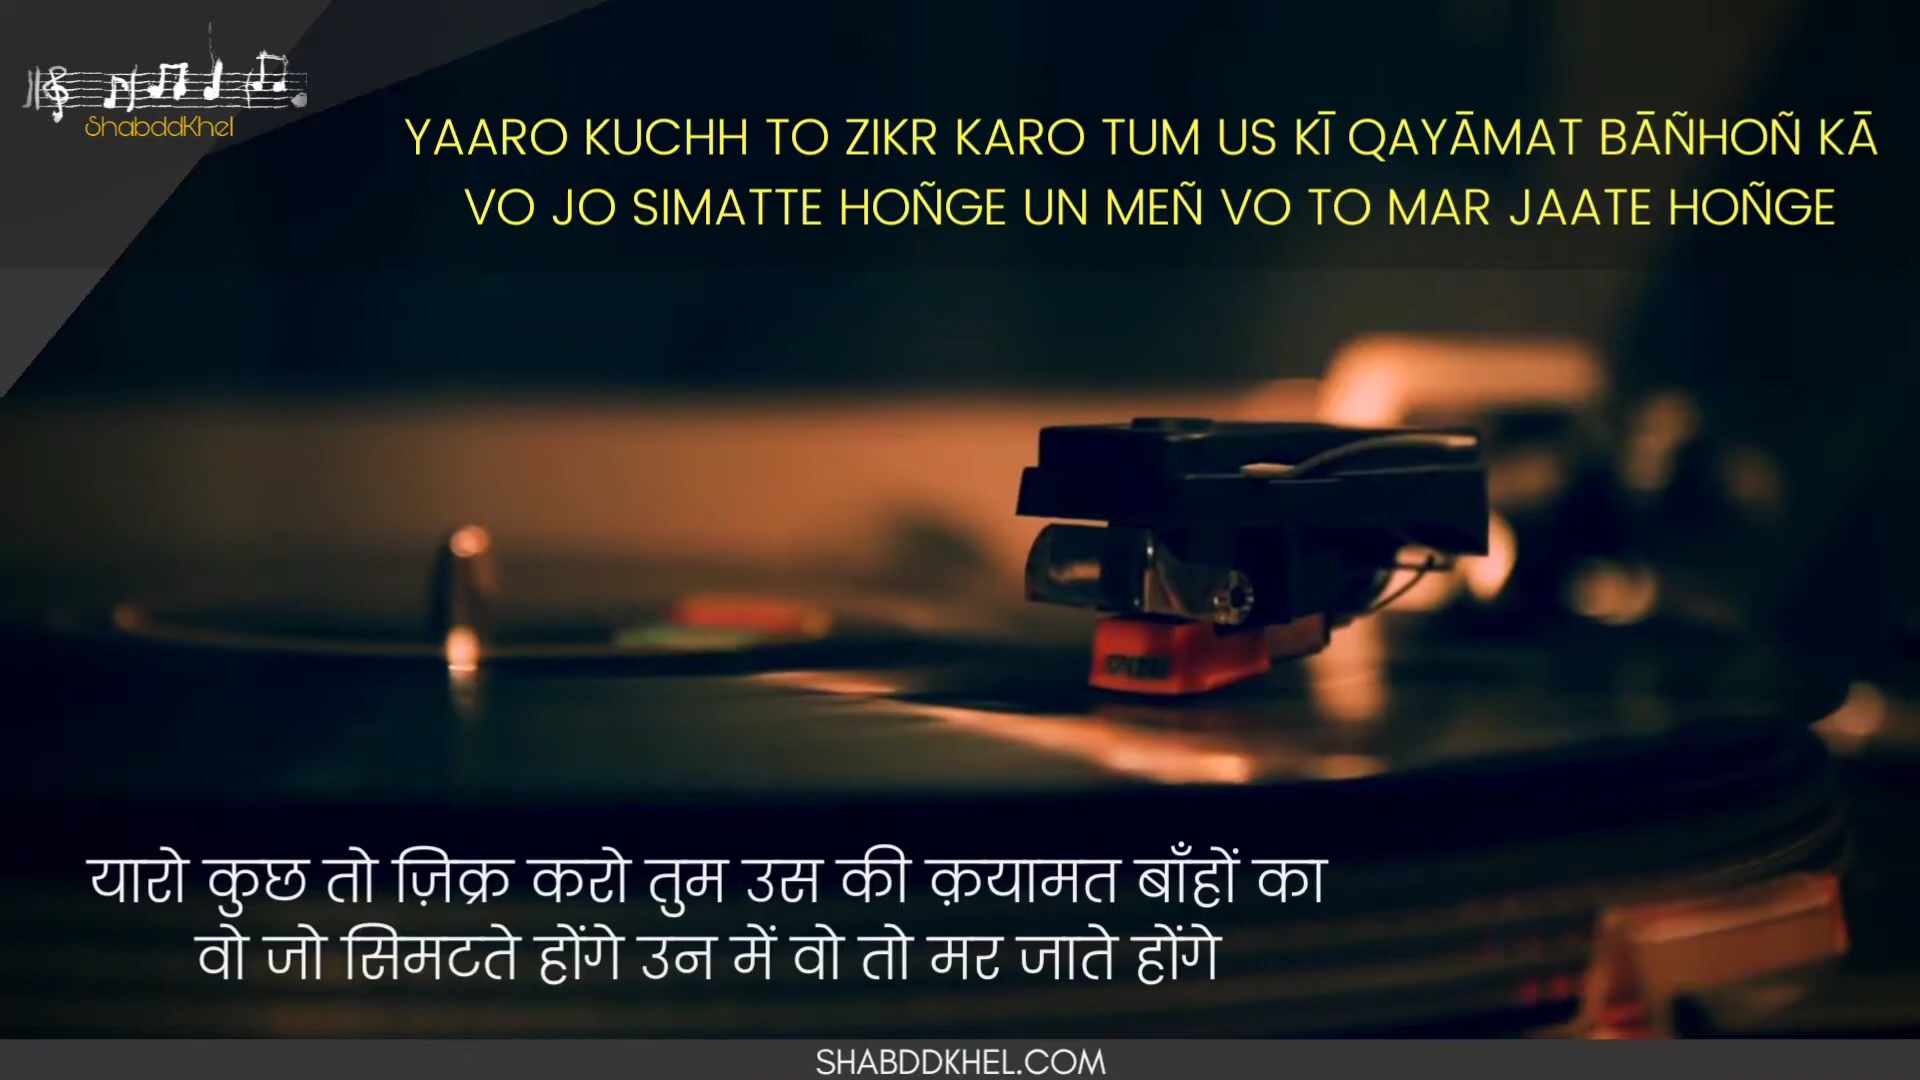 ShabddKhel
YAARO KUCHH TO ZIKR KARO TUM US KĪ QAYĀMAT BĀÑHOÑ KĀ
VO JO SIMATTE HOÑGE UN MEÑ VO TO MAR JAATE HOÑGE
यारो कुछ तो ज़िक्र करो तुम उस की क़यामत बाँहों का
वो जो सिमटते होंगे उन में वो तो मर जाते होंगे
SHABDDKHEL.COM